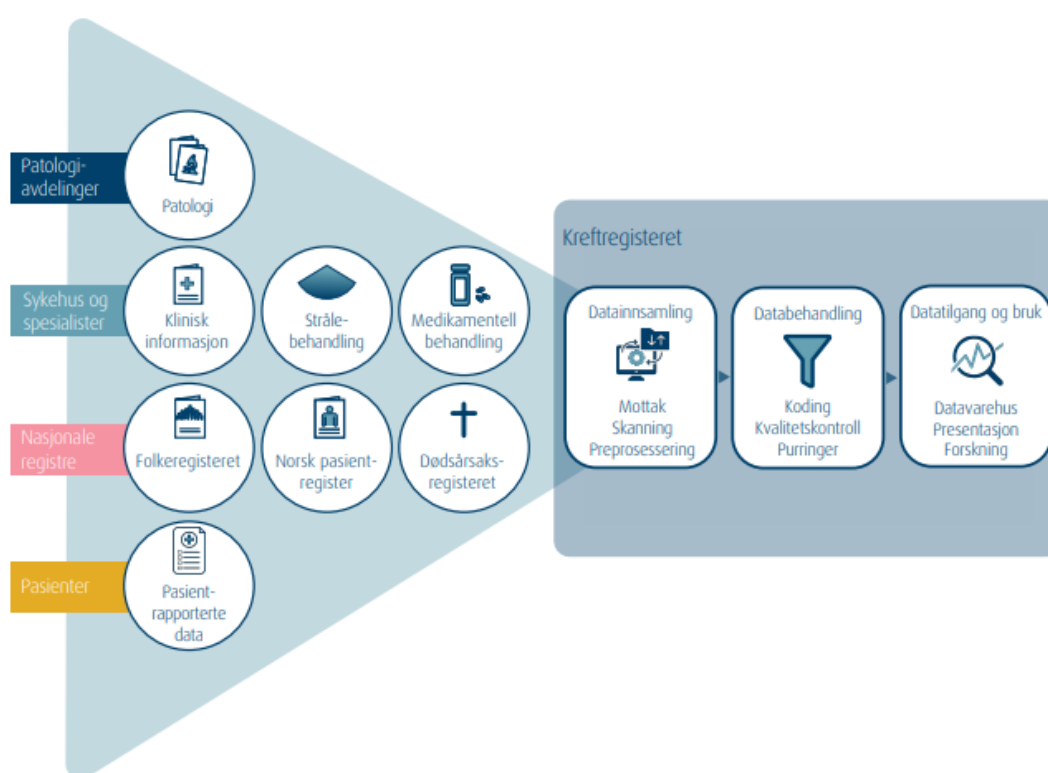 Patologi-
avdelinger
Patologi
Sykehus og
spesialister
Klinisk
informasjon
Stråle-
behandling
Medikamentell
behandling
Nasjonale
registre
Folkeregisteret
Norsk pasient-
register
Dødsårsaks-
registeret
Pasienter
Pasient-
rapporterte
data
Kreftregisteret
Datainnsamling
Mottak
Skanning
Preprosessering
Databehandling
Koding
Kvalitetskontroll
Purringer
Datatilgang og bruk
Datavarehus
Presentasjon
Forskning